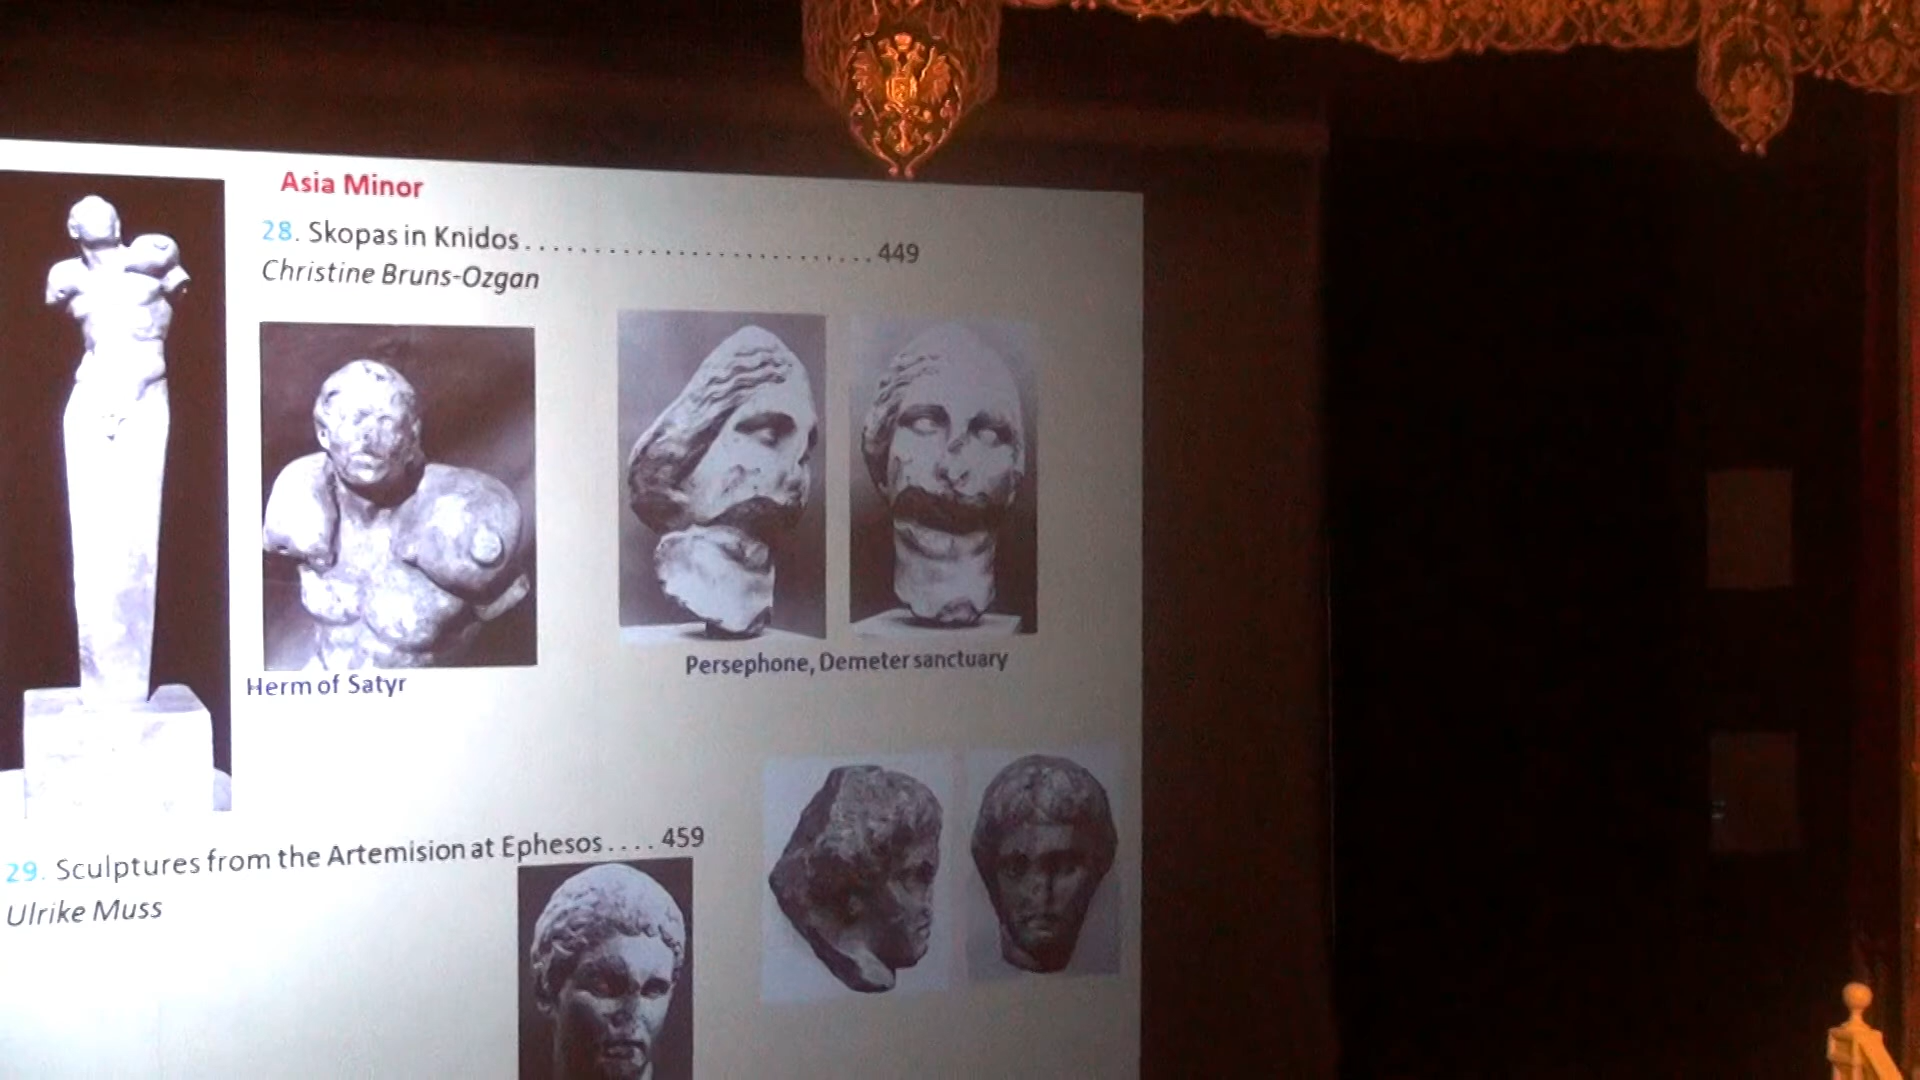 Asia Minor
28. Skopas in Knidos.........................449
Christine Bruns-Ozgan
Herm of Satyr
Persephone, Demeter sanctuary
29. Sculptures from the Artemision at Ephesos....459
Ulrike Muss